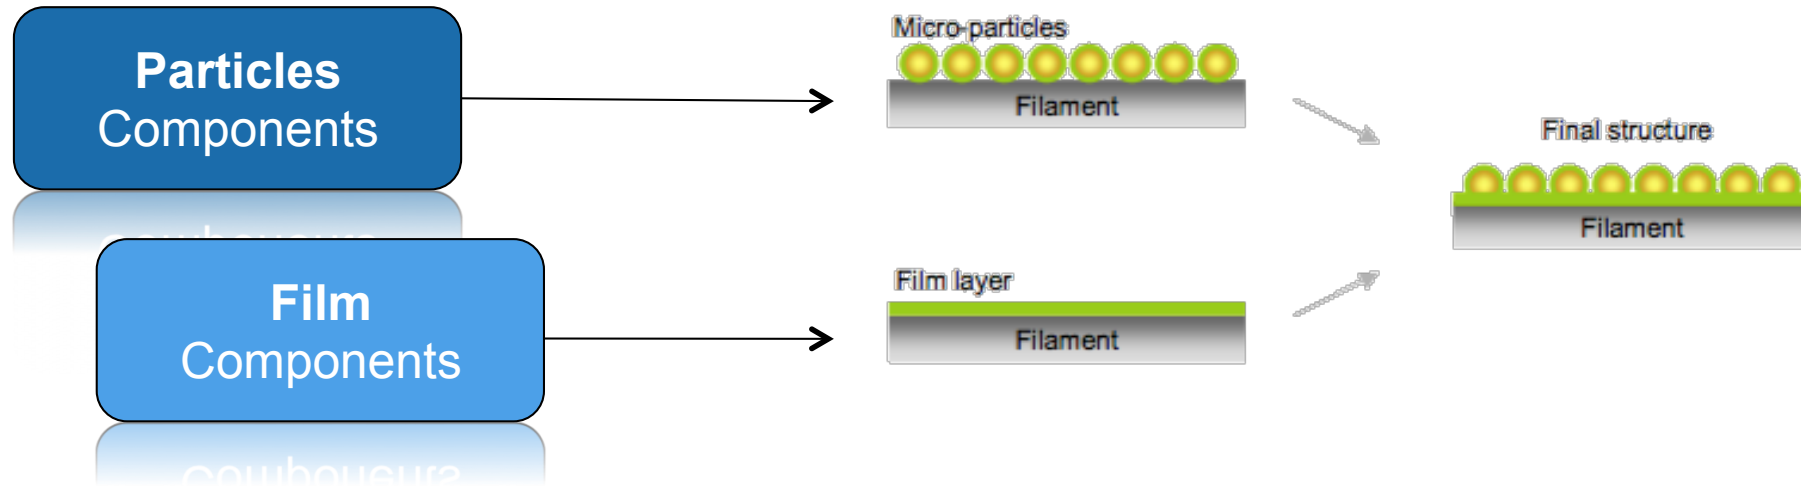 Particles
Components
Micro-particles
Filament
Final structure
Filament
Film
Components
Film layer
Filament